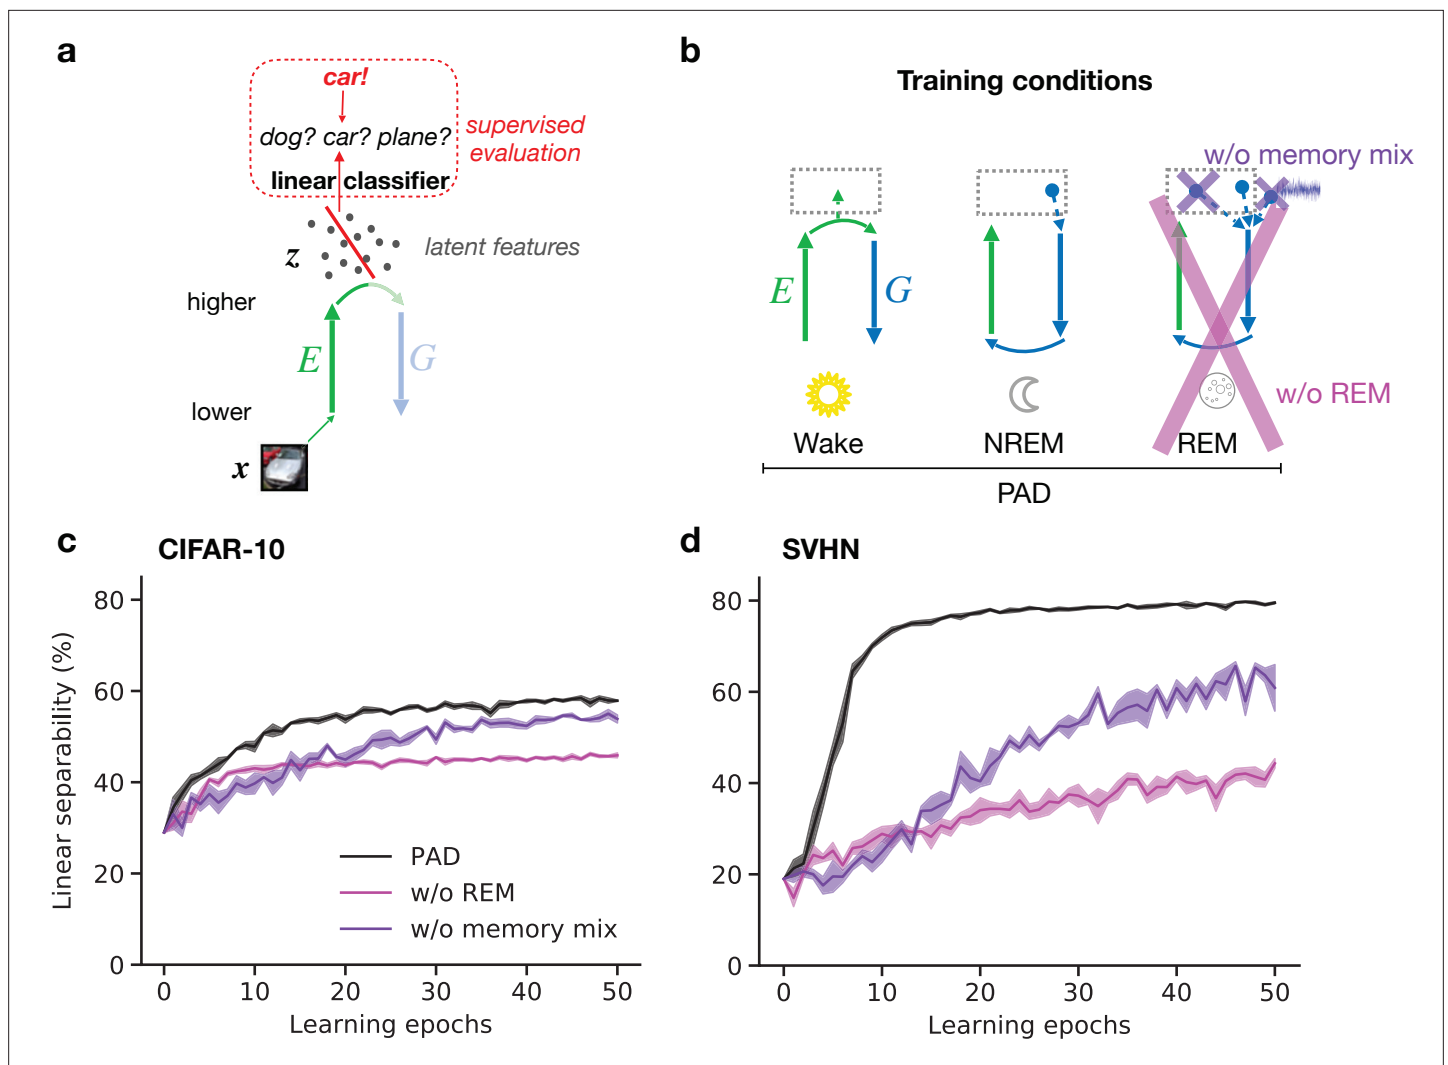 a
car!
dog? car? plane?
supervised
evaluation
linear classifier
z
latent features
higher
E
G
lower
x
b
Training conditions
w/o memory mix
E
G
w/o REM
Wake
NREM
REM
PAD
c
CIFAR-10
Linear separability (%)
80
60
40
20
0
PAD
w/o REM
w/o memory mix
0 10 20 30 40 50
Learning epochs
d
SVHN
80
60
40
20
0
0 10 20 30 40 50
Learning epochs